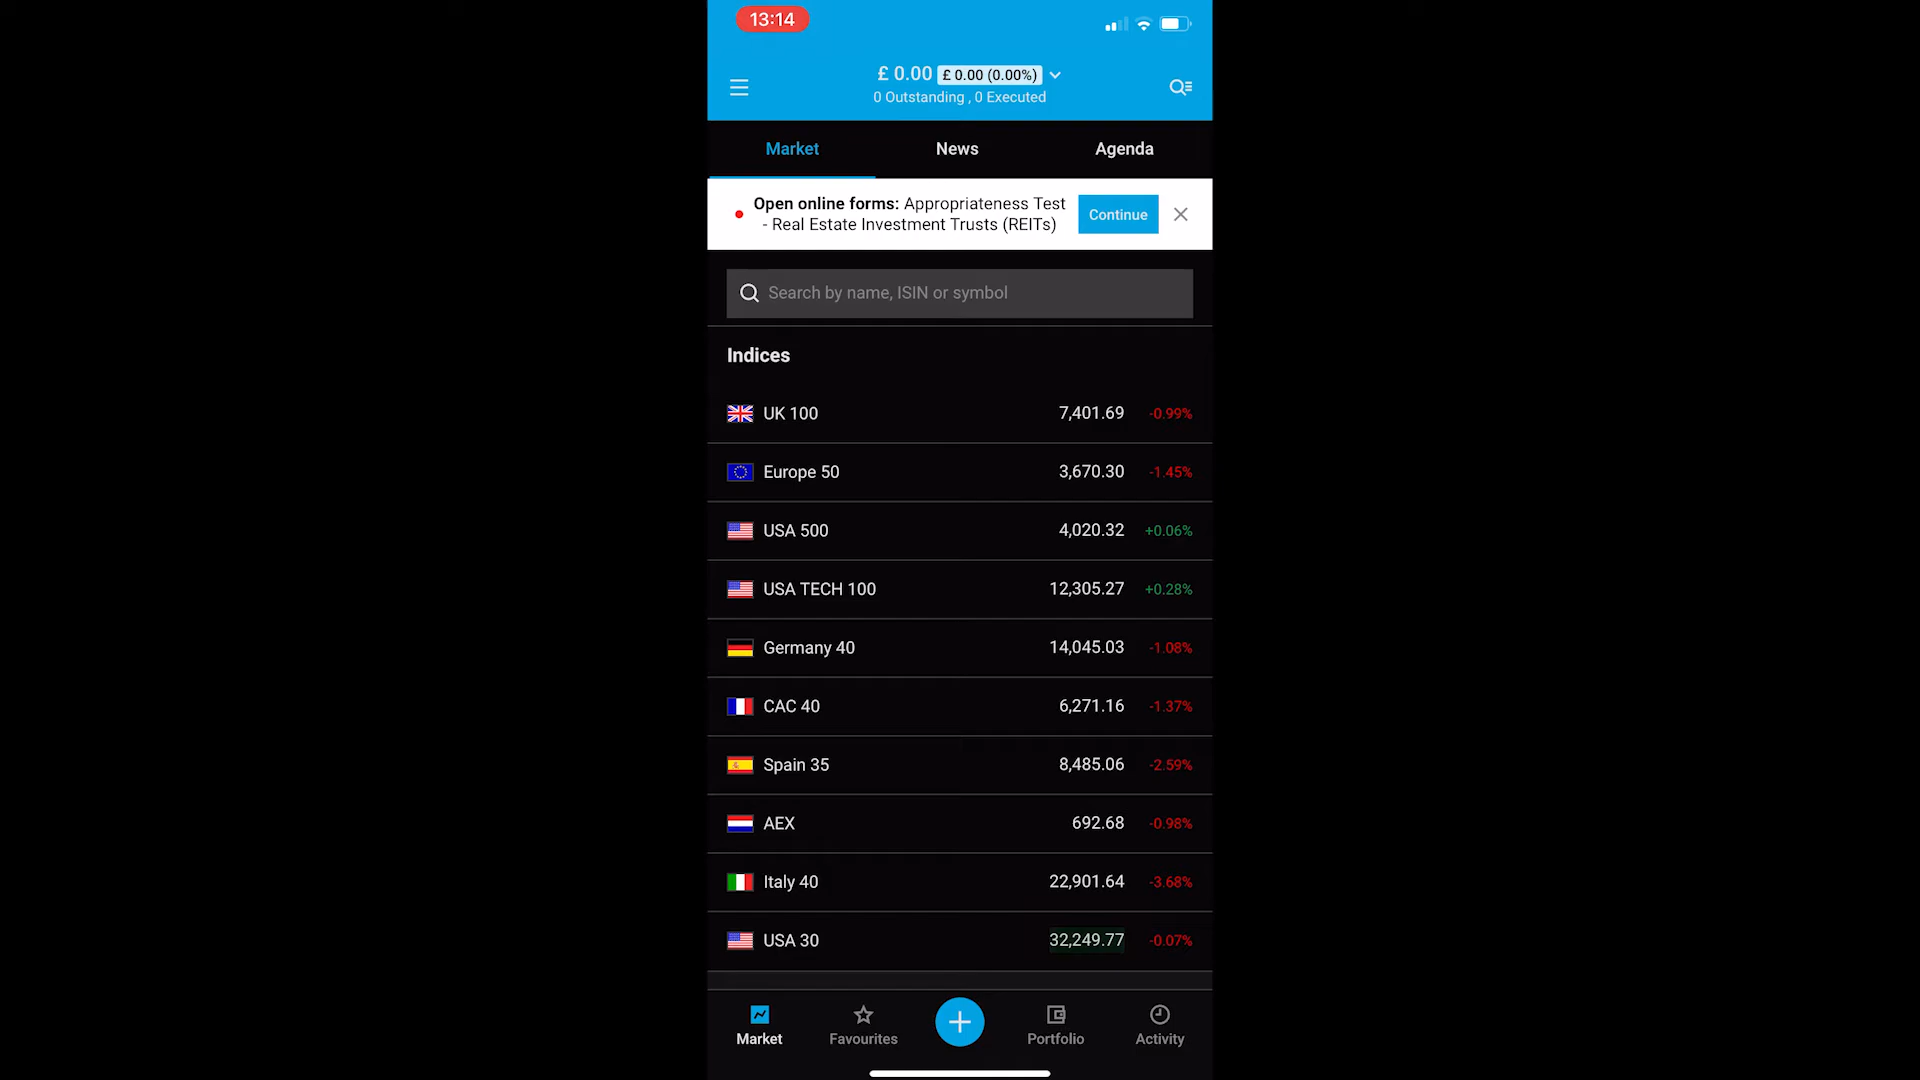 13:14
£ 0.00 £ 0.00 (0.00%)
0 Outstanding , 0 Executed
Market News Agenda
Open online forms: Appropriateness Test
- Real Estate Investment Trusts (REITs)
Continue
Search by name, ISIN or symbol
Indices
UK 100 7,401.69 -0.99%
Europe 50 3,670.30 -1.45%
USA 500 4,020.32 +0.06%
USA TECH 100 12,305.27 +0.28%
Germany 40 14,045.03 -1.08%
CAC 40 6,271.16 -1.37%
Spain 35 8,485.06 -2.59%
AEX 692.68 -0.98%
Italy 40 22,901.64 -3.68%
USA 30 32,249.77 -0.07%
Market Favourites Portfolio Activity